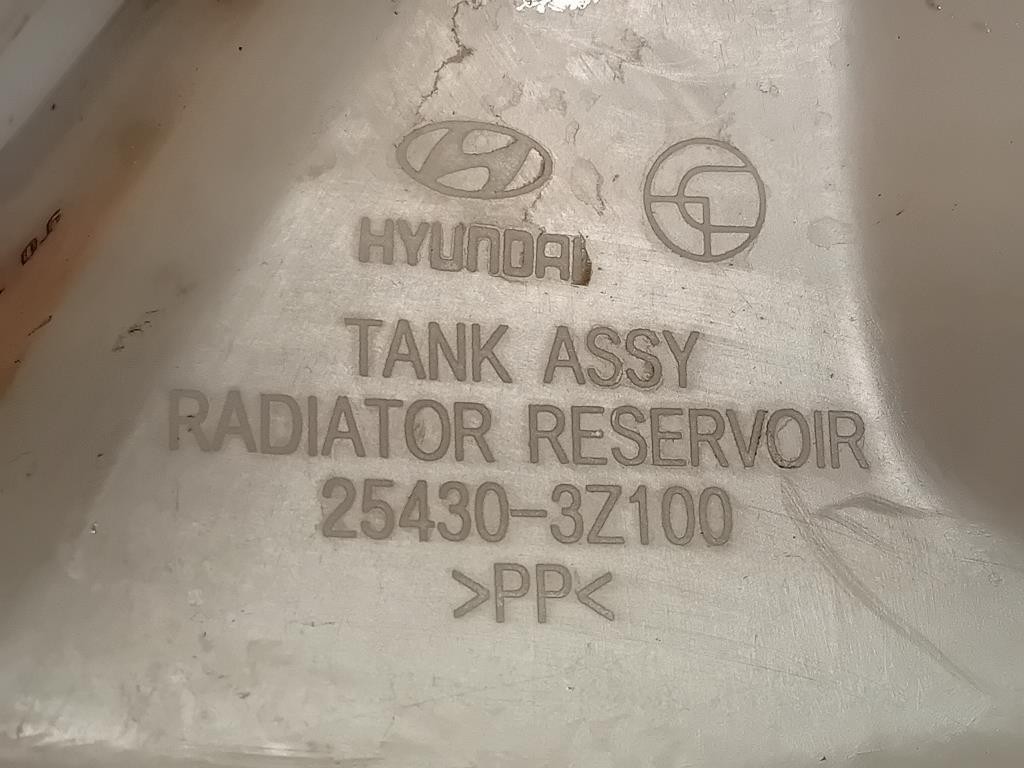 HYUNDAI
TANK ASSY
RADIATOR RESERVOIR
25430-3Z100
>PP<